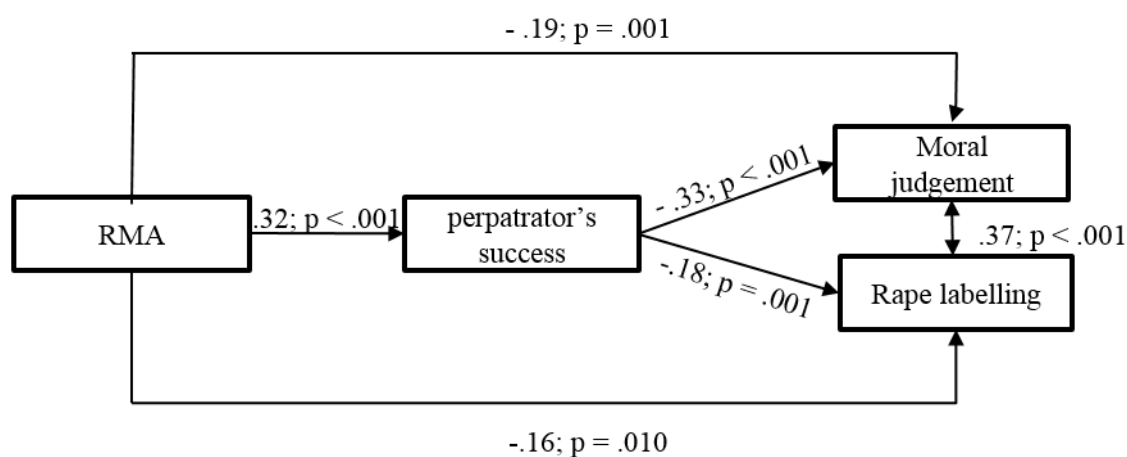 - .19; p = .001
Moral
judgement
- .33; p < .001
RMA
.32; p < .001
perpatrator’s
success
.37; p < .001
-.18; p = .001
Rape labelling
-.16; p = .010